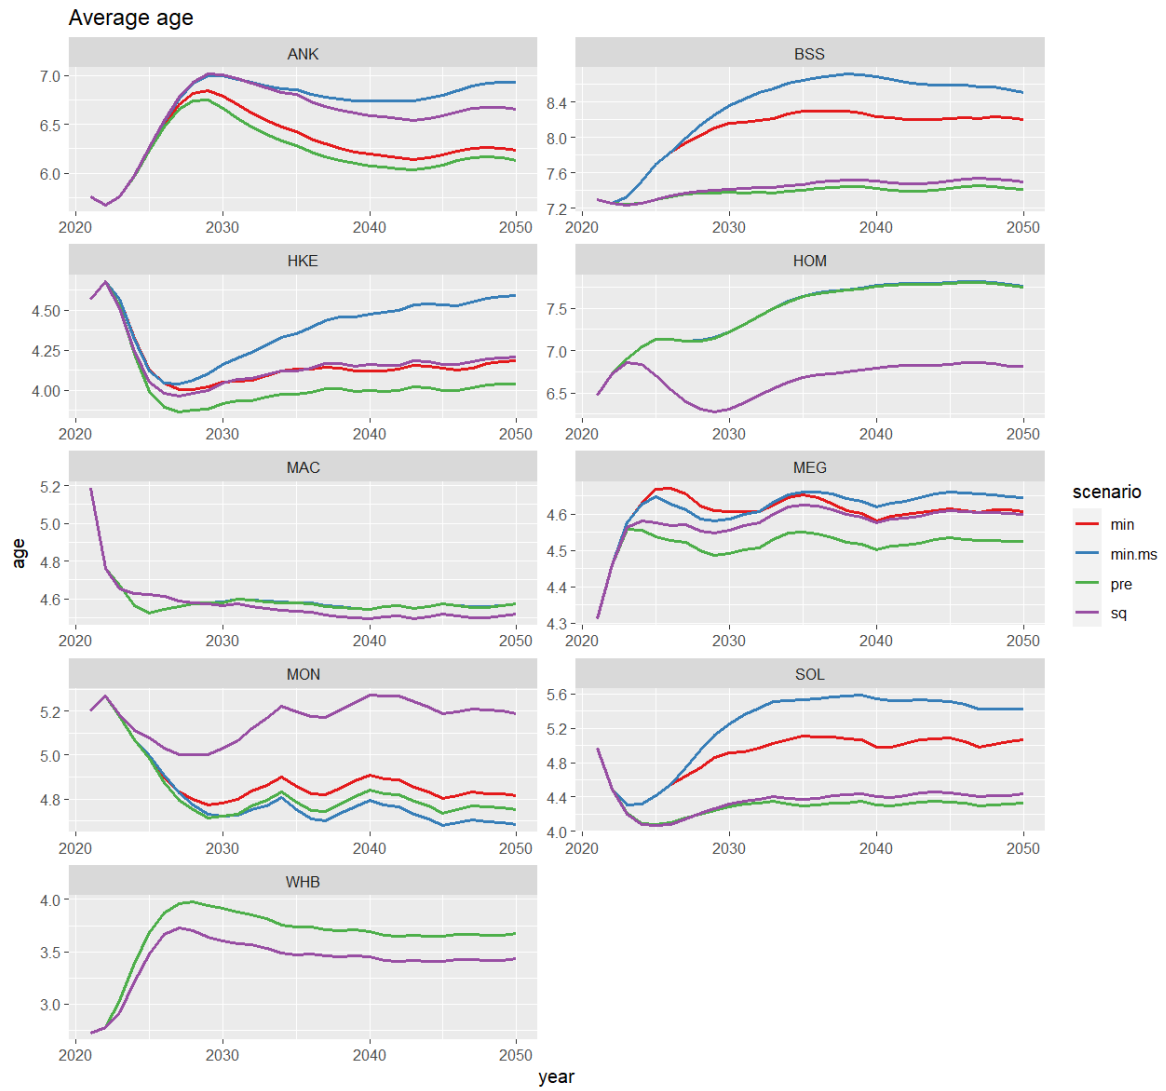 Average age
ANK
7.0
6.5
6.0
2020 2030 2040 2050
BSS
8.4
8.0
7.6
7.2
2020 2030 2040 2050
HKE
4.50
4.25
4.00
2020 2030 2040 2050
HOM
7.5
7.0
6.5
2020 2030 2040 2050
MAC
5.2
5.0
4.8
4.6
2020 2030 2040 2050
MEG
4.6
4.5
4.4
4.3
2020 2030 2040 2050
MON
5.2
5.0
4.8
2020 2030 2040 2050
SOL
5.6
5.2
4.8
4.4
4.0
2020 2030 2040 2050
WHB
4.0
3.5
3.0
2020 2030 2040 2050
age
year
scenario
min
min.ms
pre
sq